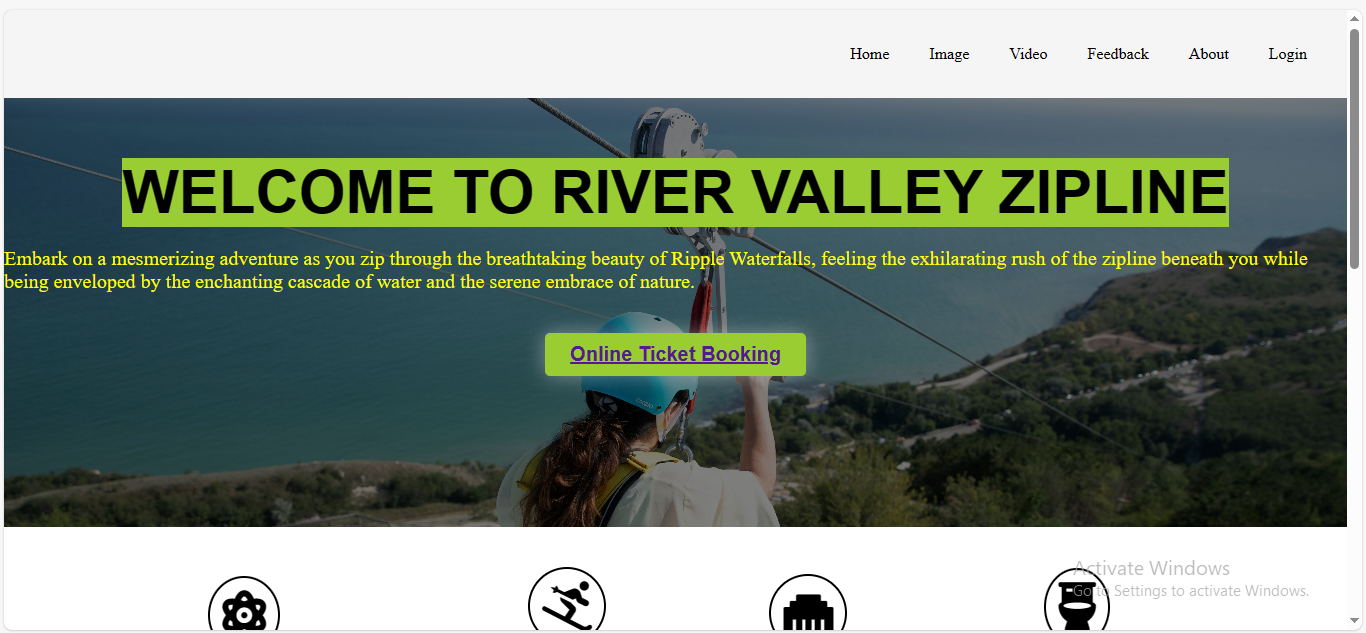 Home Image Video Feedback About Login
WELCOME TO RIVER VALLEY ZIPLINE
Embark on a mesmerizing adventure as you zip through the breathtaking beauty of Ripple Waterfalls, feeling the exhilarating rush of the zipline beneath you while
being enveloped by the enchanting cascade of water and the serene embrace of nature.
Online Ticket Booking
Activate Windows
Go to Settings to activate Windows.